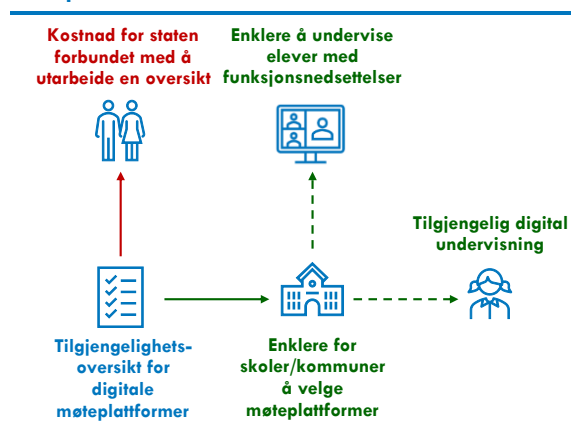 Kostnad for staten
forbundet med å
utarbeide en oversikt
Enklere å undervise
elever med
funksjonsnedsettelser
Tilgjengelig digital
undervisning
Tilgjengelighets-
oversikt for
digitale
møteplattformer
Enklere for
skoler/kommuner
å velge
møteplattformer